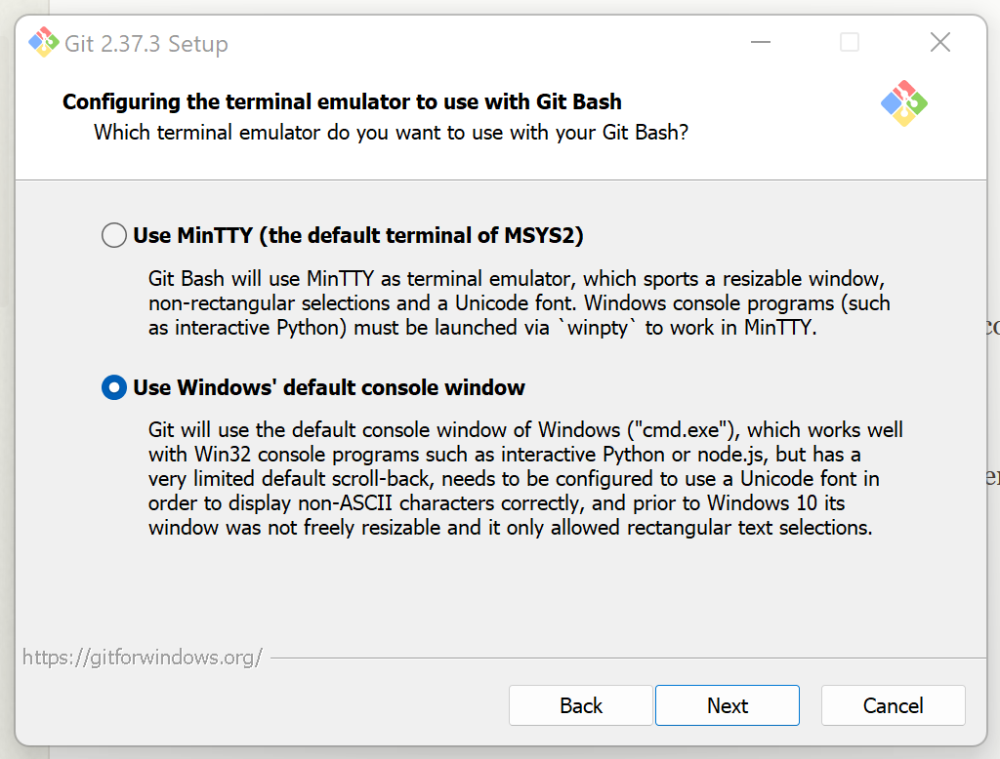 Git 2.37.3 Setup
Configuring the terminal emulator to use with Git Bash
Which terminal emulator do you want to use with your Git Bash?
Use MinTTY (the default terminal of MSYS2)
Git Bash will use MinTTY as terminal emulator, which sports a resizable window,
non-rectangular selections and a Unicode font. Windows console programs (such
as interactive Python) must be launched via `winpty` to work in MinTTY.
Use Windows' default console window
Git will use the default console window of Windows ("cmd.exe"), which works well
with Win32 console programs such as interactive Python or node.js, but has a
very limited default scroll-back, needs to be configured to use a Unicode font in
order to display non-ASCII characters correctly, and prior to Windows 10 its
window was not freely resizable and it only allowed rectangular text selections.
https://gitforwindows.org/
Back
Next
Cancel